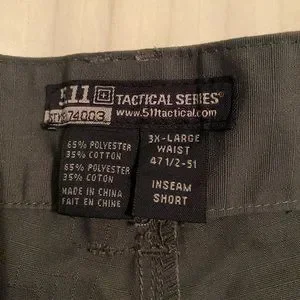 5.11 TACTICAL SERIES®
74003 www.511tactical.com
65% POLYESTER
35% COTTON
65% POLYESTER
35% COTTON
MADE IN CHINA
FAIT EN CHINE
3X-LARGE
WAIST
47 1/2-51
INSEAM
SHORT